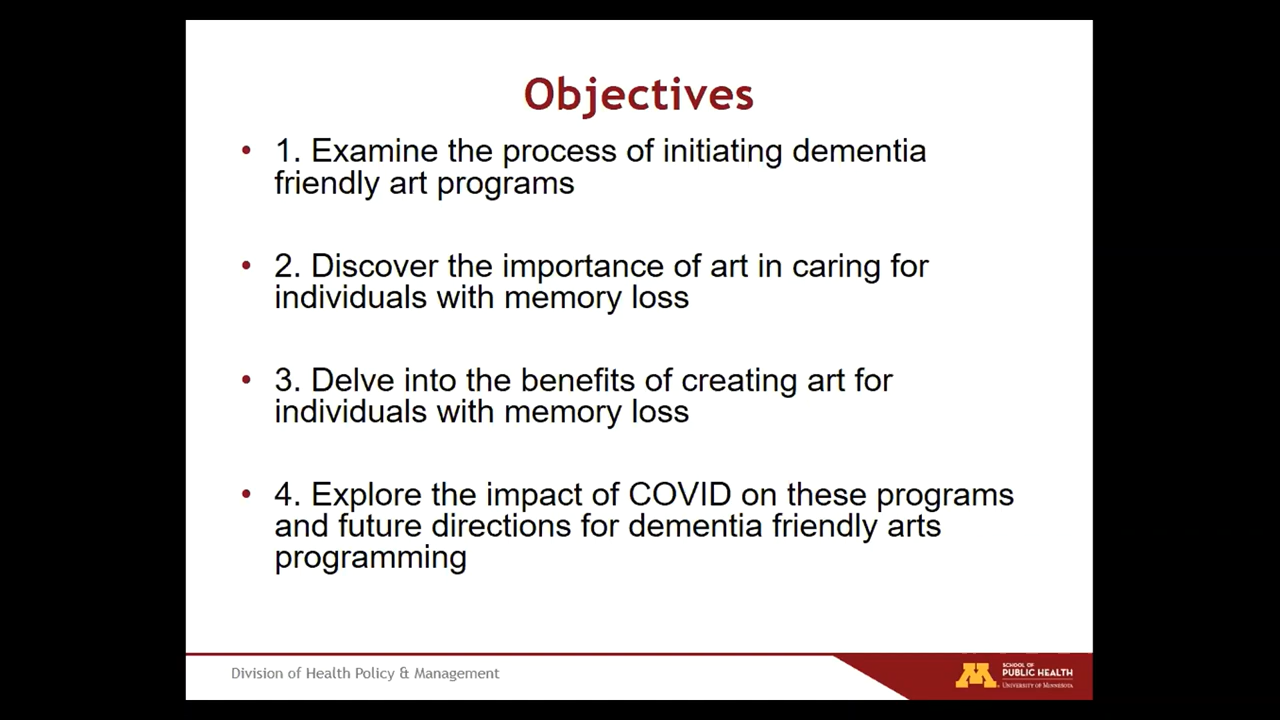 Objectives
• 1. Examine the process of initiating dementia
friendly art programs
• 2. Discover the importance of art in caring for
individuals with memory loss
• 3. Delve into the benefits of creating art for
individuals with memory loss
• 4. Explore the impact of COVID on these programs
and future directions for dementia friendly arts
programming
Division of Health Policy & Management
M
SCHOOL OF
PUBLIC HEALTH
UNIVERSITY OF MINNESOTA